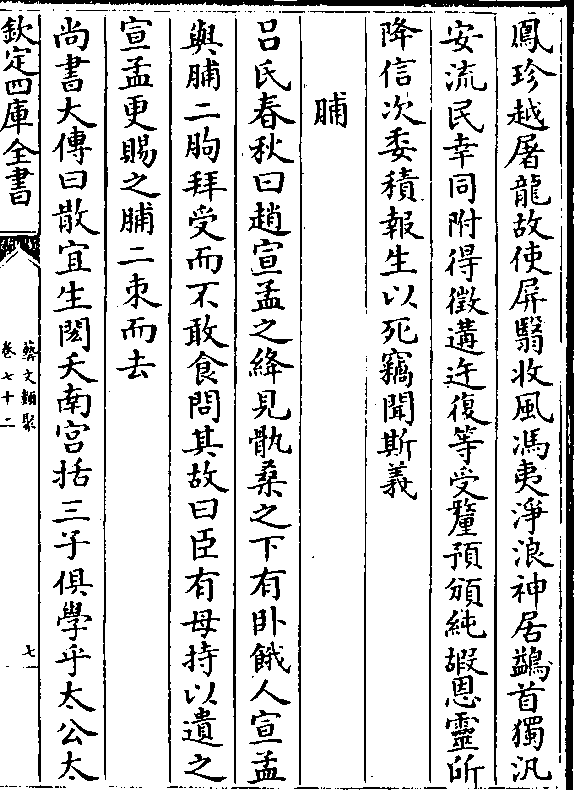 鳳珍越屠龍故使屏翳收風馮夷淨浪神居鷁首獨汎
安流民幸同附得徵遘迕復等受釐預頒純嘏恩靈所
降信次委積報生以死竊聞斯義
脯
吕氏春秋曰趙宣孟之絳見骫桑之下有卧餓人宣孟
與脯二朐拜受而不敢食問其故曰臣有母持以遺之
宣孟更賜之脯二束而去
尚書大傳曰散宜生閎夭南宫括三子俱學乎太公太
欽定四庫全書
藝文類聚
卷七十二
七